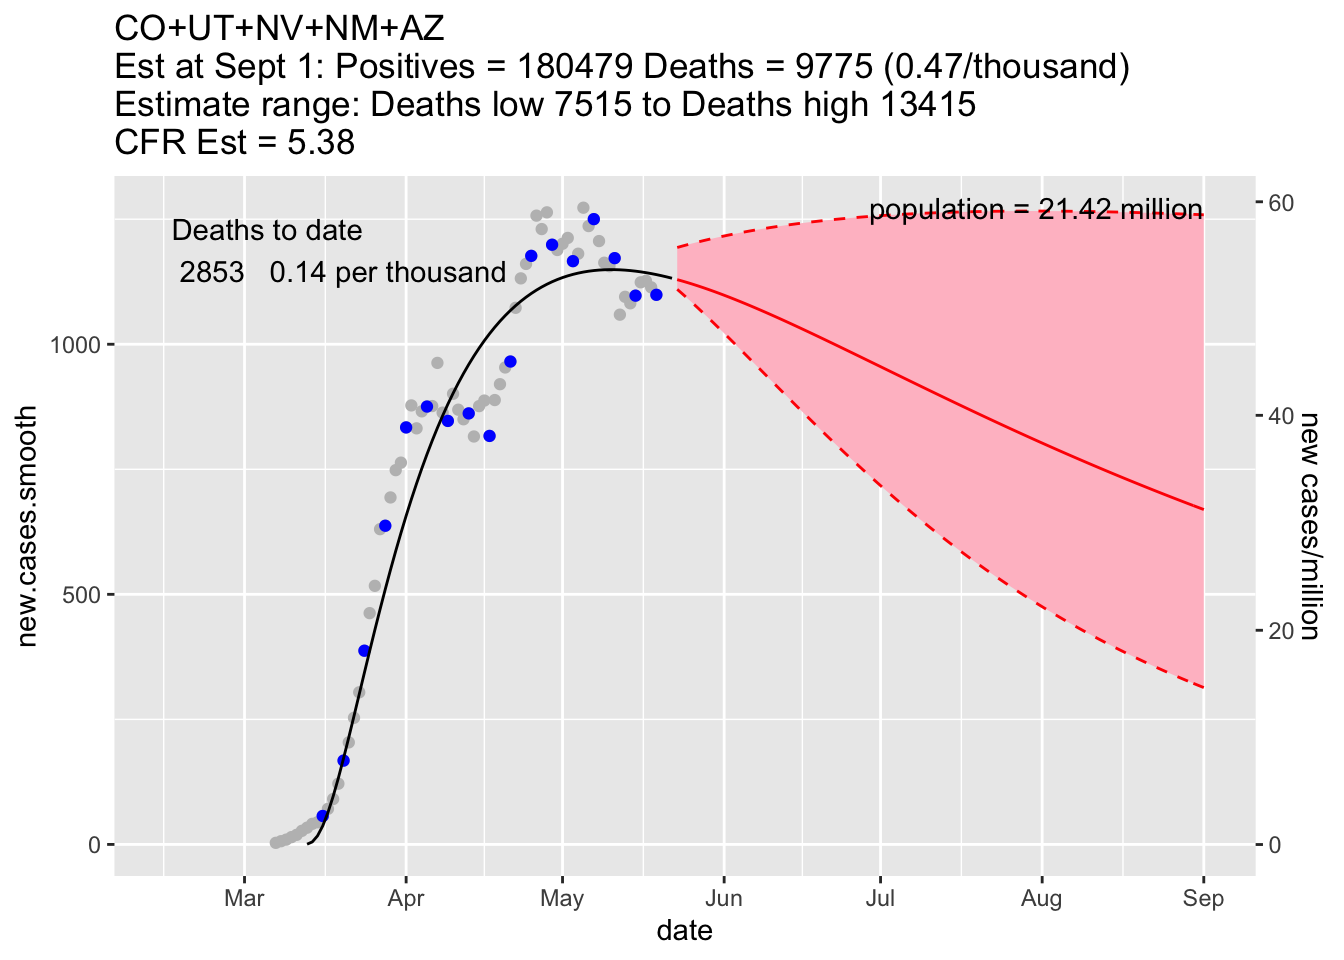 CO+UT+NV+NM+AZ
Est at Sept 1: Positives = 180479 Deaths = 9775 (0.47/thousand)
Estimate range: Deaths low 7515 to Deaths high 13415
CFR Est = 5.38
population = 21.42 million
Deaths to date
2853 0.14 per thousand
60
1000
40
500
20
0
0
new.cases.smooth
new cases/million
Mar Apr May Jun Jul Aug Sep
date